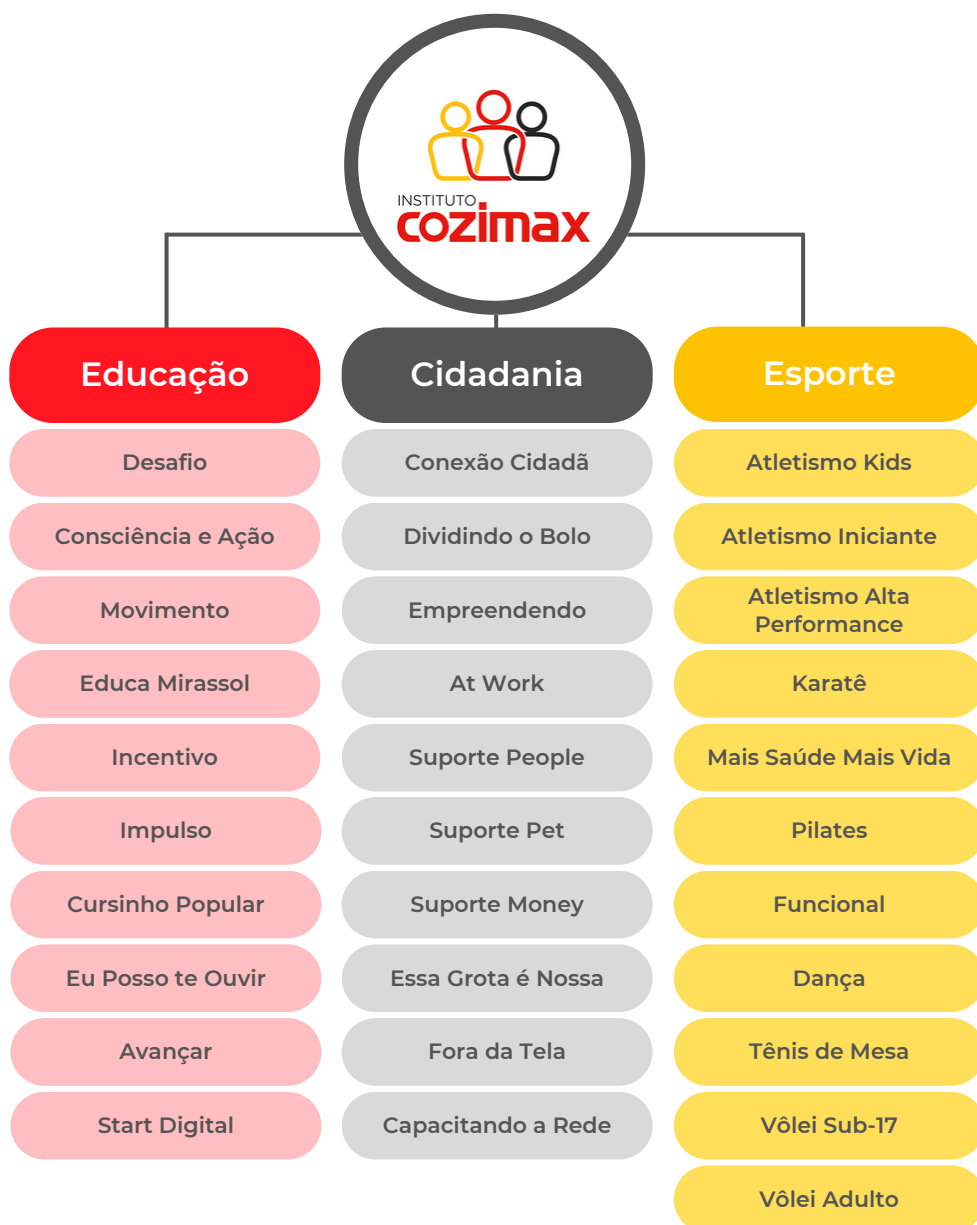 INSTITUTO
cozimax
Educação
Desafio
Consciência e Ação
Movimento
Educa Mirassol
Incentivo
Impulso
Cursinho Popular
Eu Posso te Ouvir
Avançar
Start Digital
Cidadania
Conexão Cidadã
Dividindo o Bolo
Empreendendo
At Work
Suporte People
Suporte Pet
Suporte Money
Essa Grota é Nossa
Fora da Tela
Capacitando a Rede
Esporte
Atletismo Kids
Atletismo Iniciante
Atletismo Alta
Performance
Karatê
Mais Saúde Mais Vida
Pilates
Funcional
Dança
Tênis de Mesa
Vôlei Sub-17
Vôlei Adulto